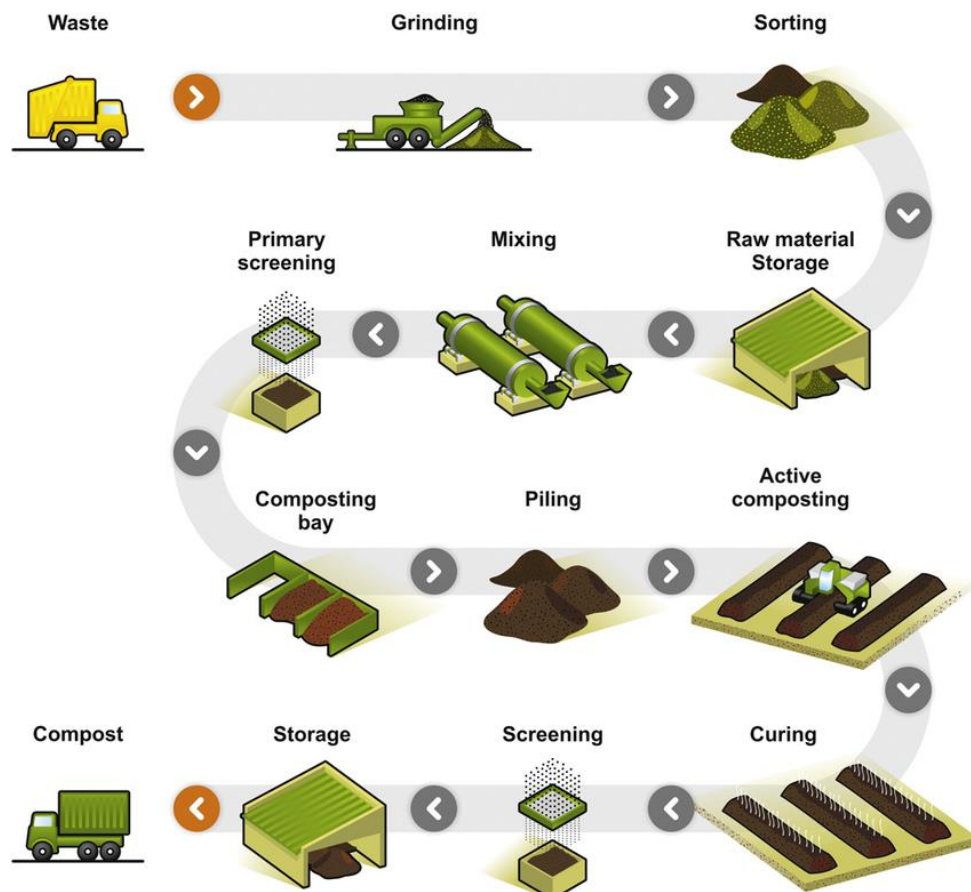 Waste
Grinding
Sorting
Primary
screening
Mixing
Raw material
Storage
Composting
bay
Piling
Active
composting
Compost
Storage
Screening
Curing